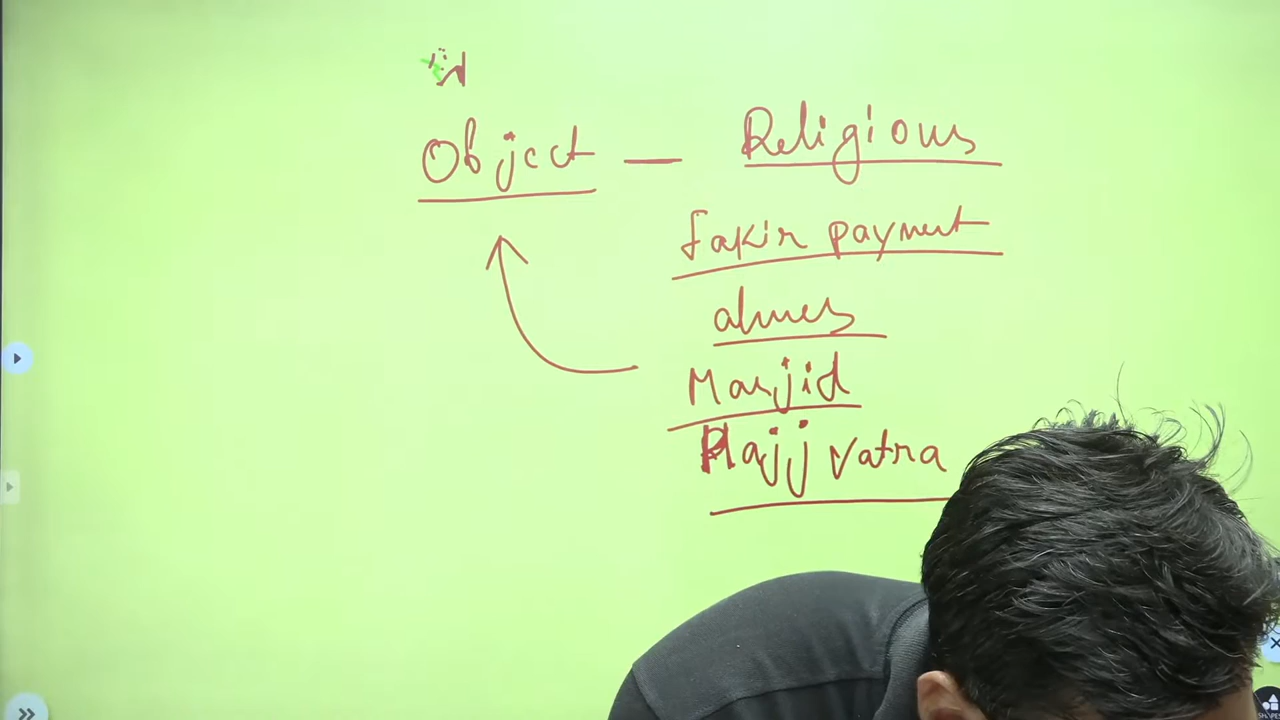 Object — Religious
fakir payment
almes
Masjid
Hajj yatra